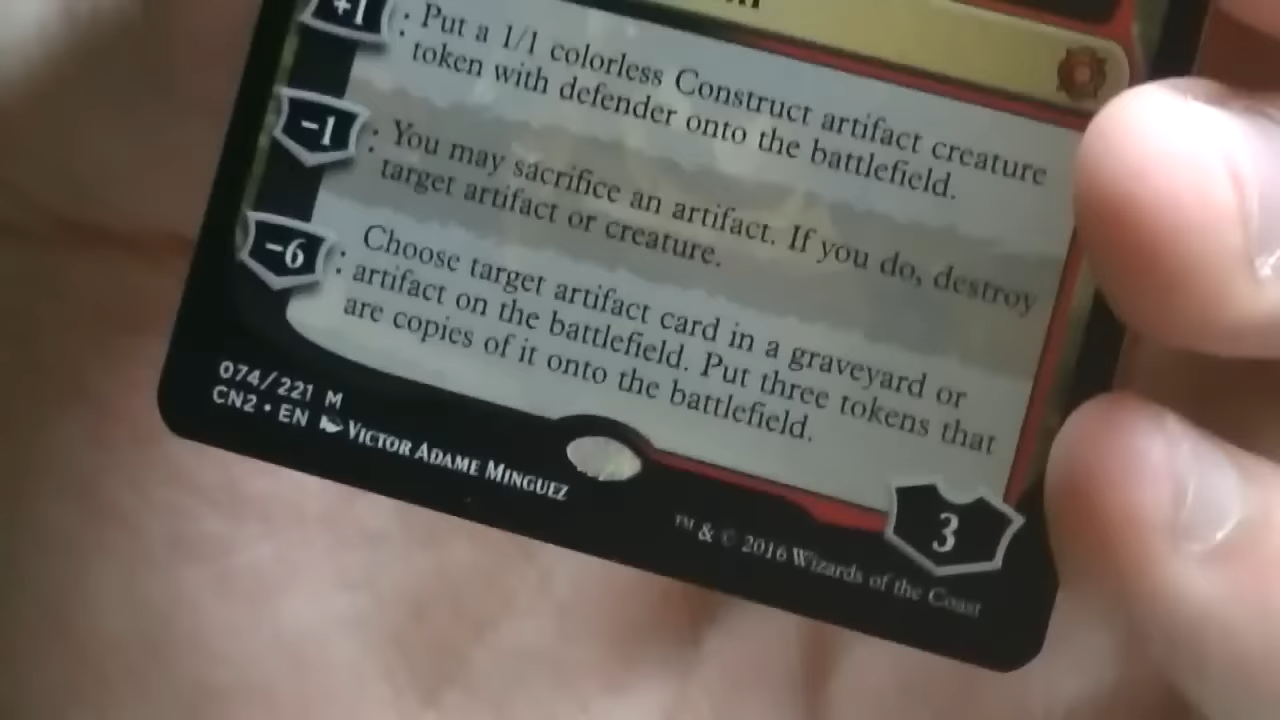 +1 : Put a 1/1 colorless Construct artifact creature
token with defender onto the battlefield.
-1 : You may sacrifice an artifact. If you do, destroy
target artifact or creature.
-6 : Choose target artifact card in a graveyard or
artifact on the battlefield. Put three tokens that
are copies of it onto the battlefield.
3
074/221 M
CN2 • EN VICTOR ADAME MINGUEZ
™ & © 2016 Wizards of the Coast